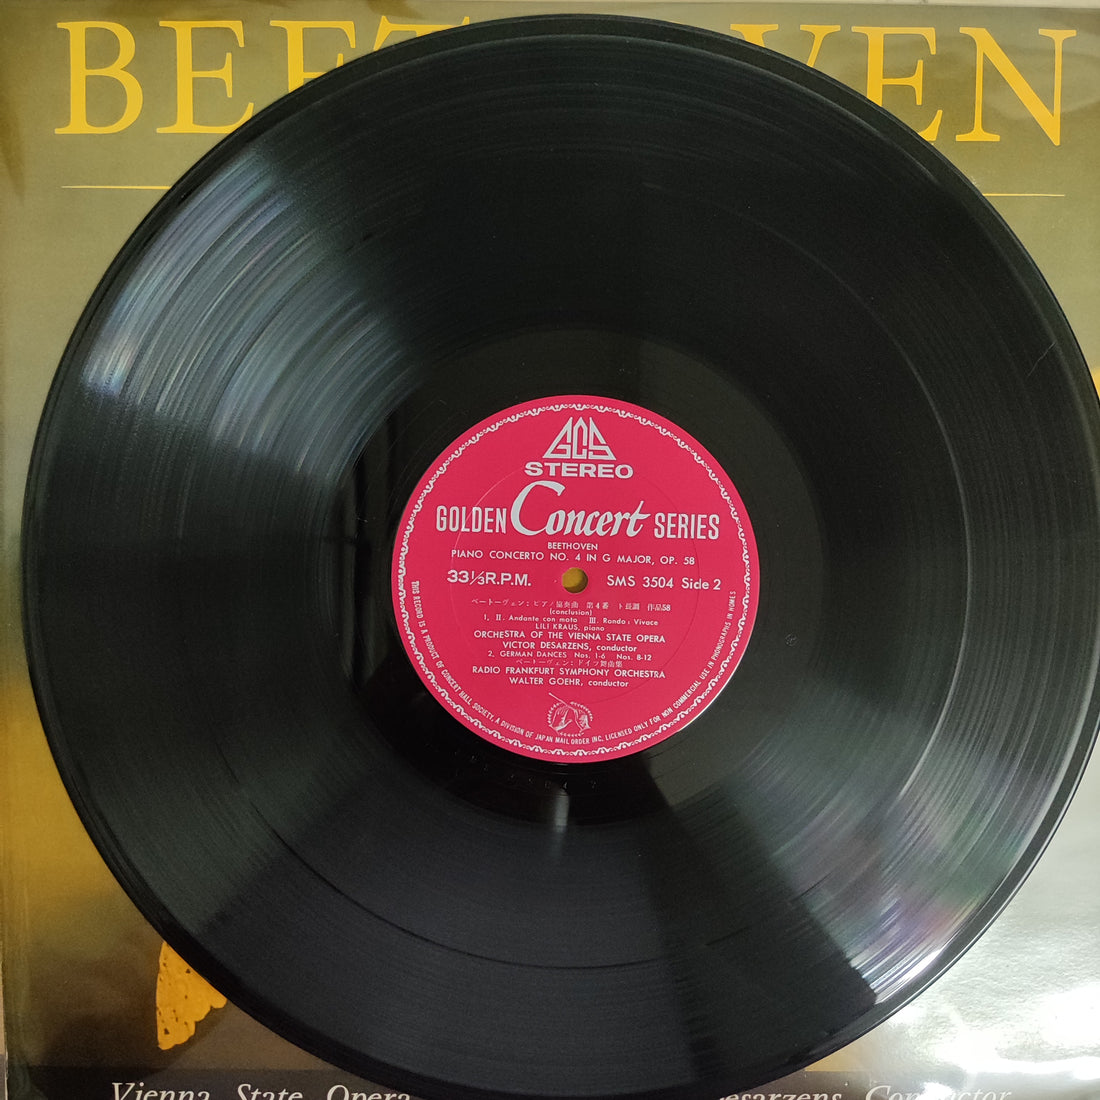 BEET VEN
GCS
STEREO
GOLDEN Concert SERIES
BEETHOVEN
PIANO CONCERTO NO. 4 IN G MAJOR, OP. 58
33⅓R.P.M. SMS 3504 Side 2
ベートーヴェン：ピアノ協奏曲 第4番 ト長調 作品58
(conclusion)
1, II. Andante con moto III. Rondo: Vivace
LILI KRAUS, piano
ORCHESTRA OF THE VIENNA STATE OPERA
VICTOR DESARZENS, conductor
2, GERMAN DANCES Nos. 1-6 Nos. 8-12
ベートーヴェン：ドイツ舞曲集
RADIO FRANKFURT SYMPHONY ORCHESTRA
WALTER GOEHR, conductor
THIS RECORD IS A PRODUCT OF CONCERT HALL SOCIETY, A DIVISION OF JAPAN MAIL ORDER INC. LICENSED ONLY FOR NON COMMERCIAL USE IN PHONOGRAPHS IN HOMES
Vienna State Opera esarzens Conductor